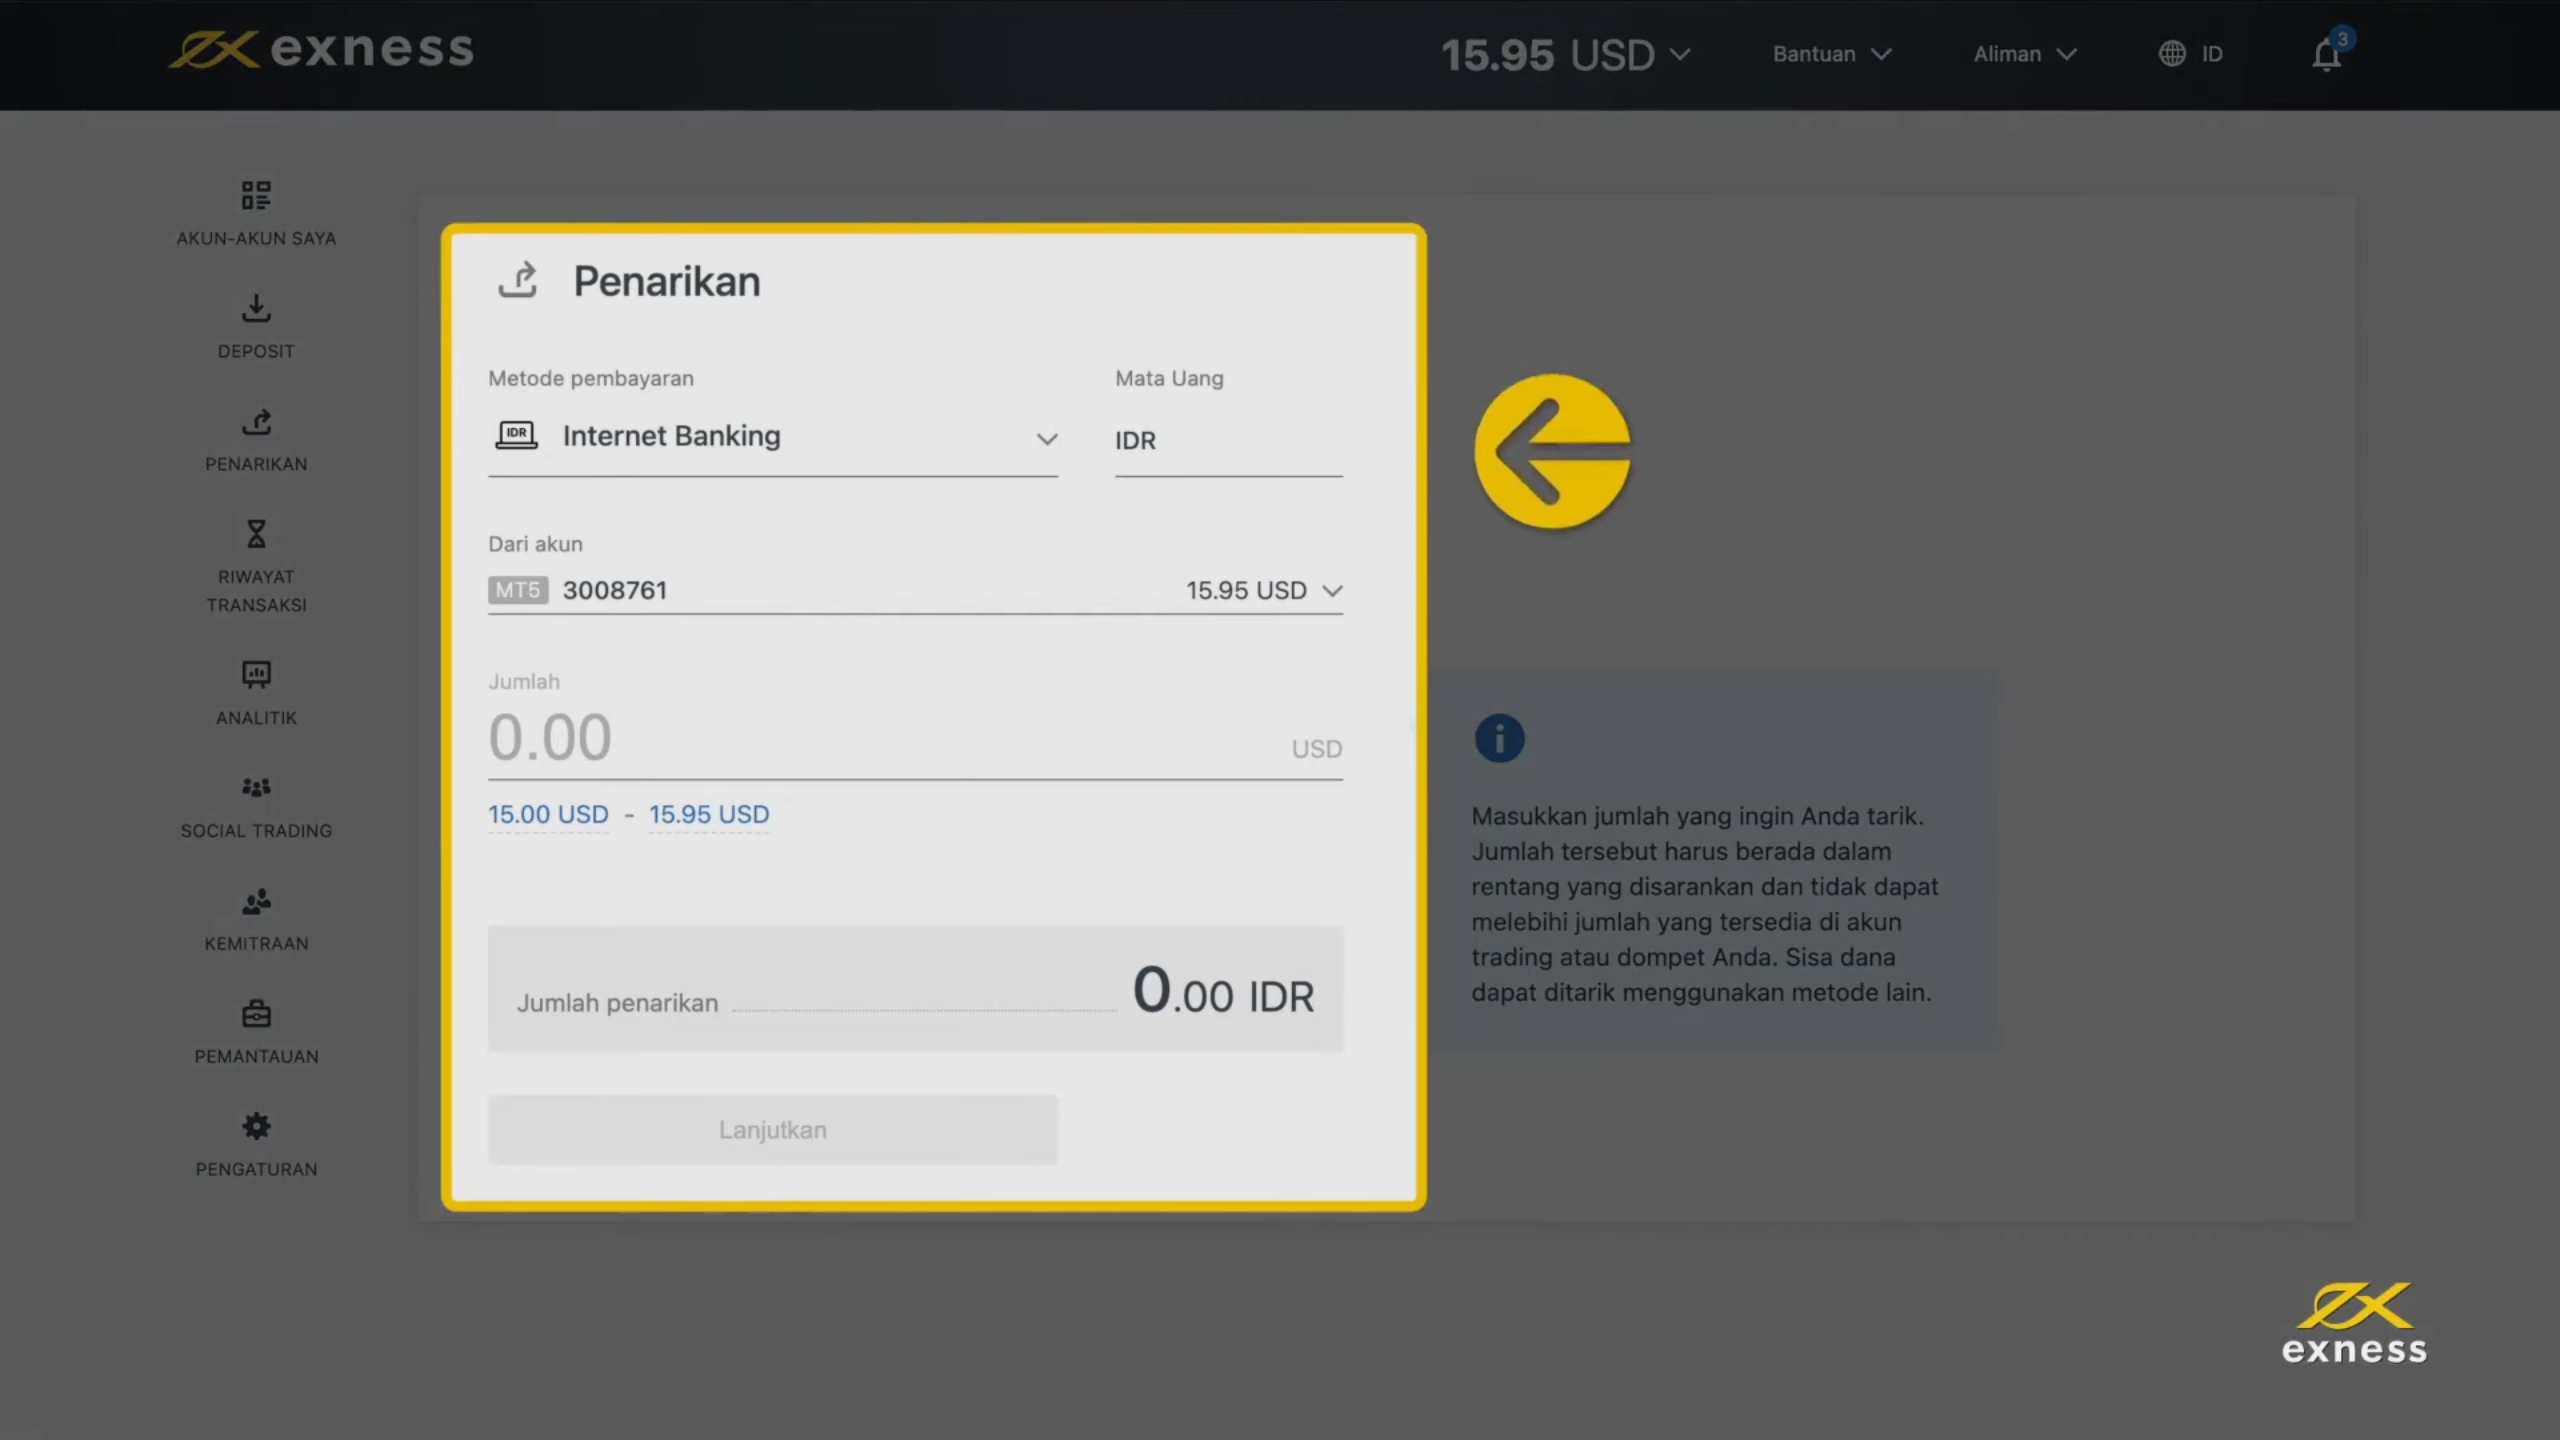 exness
15.95 USD
Bantuan
Aliman
ID
3
AKUN-AKUN SAYA
DEPOSIT
PENARIKAN
RIWAYAT
TRANSAKSI
ANALITIK
SOCIAL TRADING
KEMITRAAN
PEMANTAUAN
PENGATURAN
Penarikan
Metode pembayaran
Mata Uang
IDR Internet Banking
IDR
Dari akun
MT5 3008761 15.95 USD
Jumlah
0.00 USD
15.00 USD - 15.95 USD
Jumlah penarikan 0.00 IDR
Lanjutkan
i
Masukkan jumlah yang ingin Anda tarik.
Jumlah tersebut harus berada dalam
rentang yang disarankan dan tidak dapat
melebihi jumlah yang tersedia di akun
trading atau dompet Anda. Sisa dana
dapat ditarik menggunakan metode lain.
exness